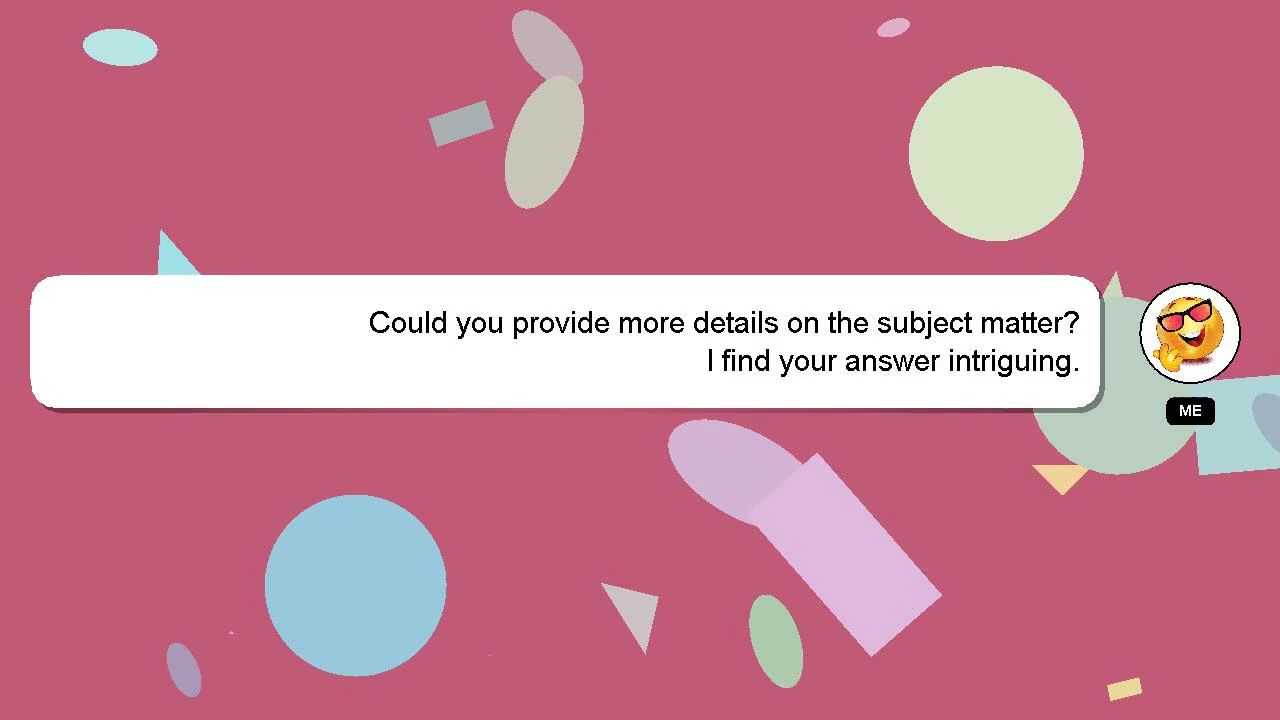 Could you provide more details on the subject matter?
I find your answer intriguing.
ME